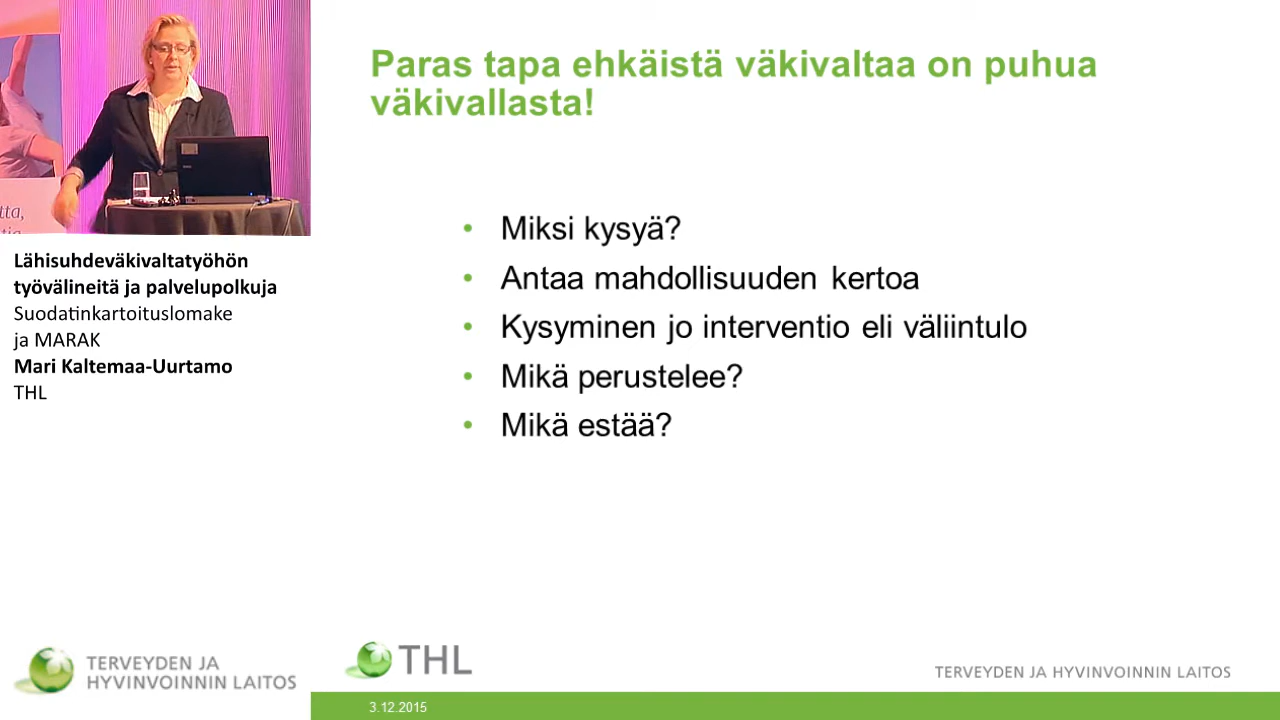 Paras tapa ehkäistä väkivaltaa on puhua
väkivallasta!
• Miksi kysyä?
• Antaa mahdollisuuden kertoa
• Kysyminen jo interventio eli väliintulo
• Mikä perustelee?
• Mikä estää?
tta,
Lähisuhdeväkivaltatyöhön
työvälineitä ja palvelupolkuja
Suodatinkartoituslomake
ja MARAK
Mari Kaltemaa-Uurtamo
THL
TERVEYDEN JA
HYVINVOINNIN LAITOS
THL
TERVEYDEN JA HYVINVOINNIN LAITOS
3.12.2015